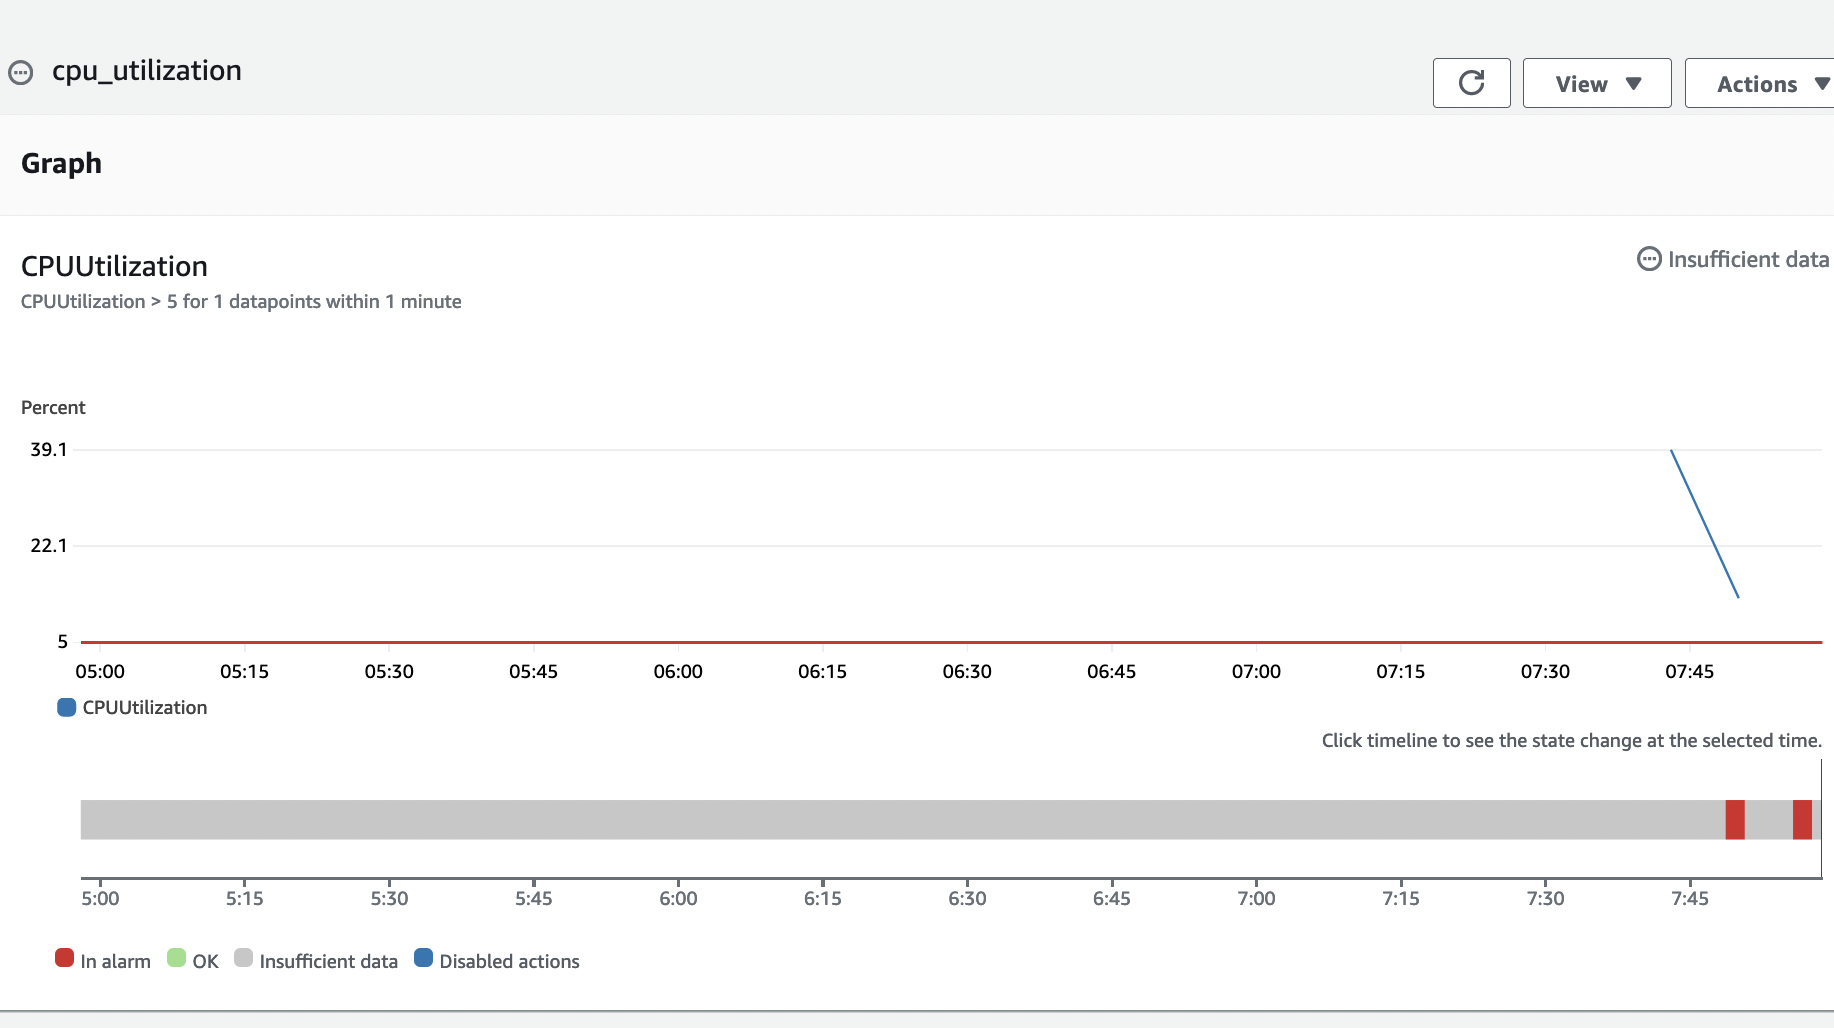 cpu_utilization
View
Actions
Graph
CPUUtilization
Insufficient data
CPUUtilization > 5 for 1 datapoints within 1 minute
Percent
39.1
22.1
5
05:00 05:15 05:30 05:45 06:00 06:15 06:30 06:45 07:00 07:15 07:30 07:45
CPUUtilization
Click timeline to see the state change at the selected time.
5:00 5:15 5:30 5:45 6:00 6:15 6:30 6:45 7:00 7:15 7:30 7:45
In alarm OK Insufficient data Disabled actions